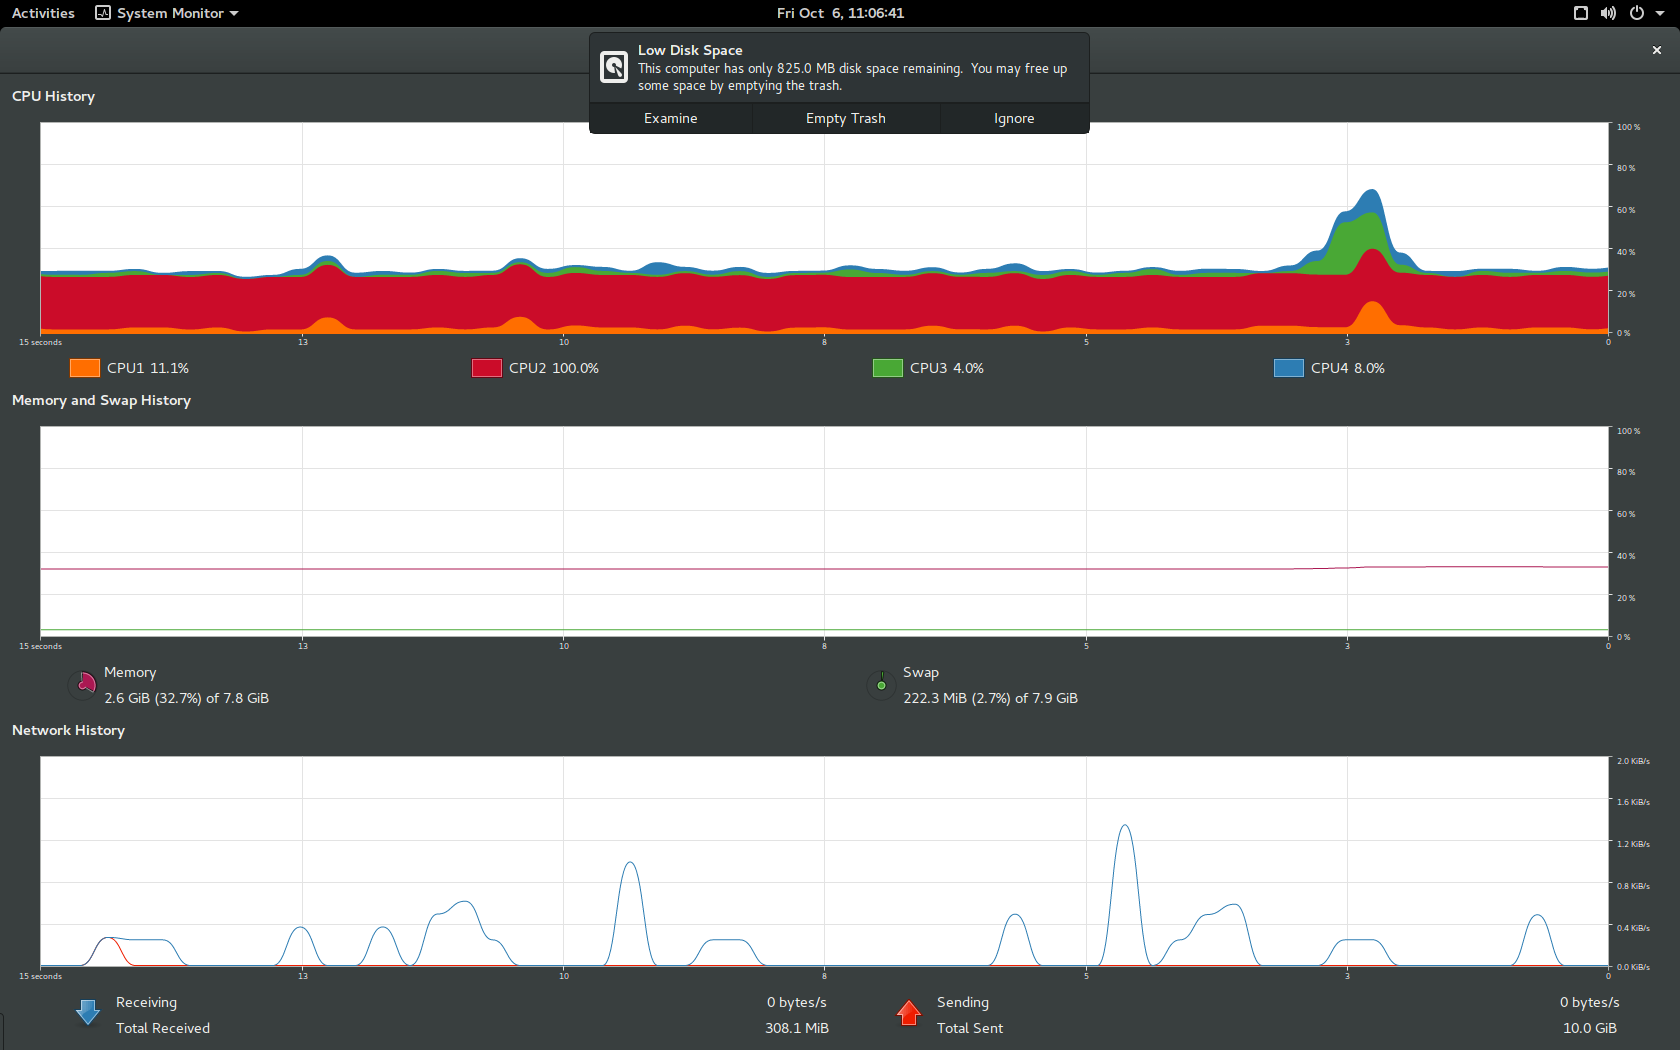 Activities System Monitor Fri Oct 6, 11:06:41
Low Disk Space
This computer has only 825.0 MB disk space remaining. You may free up
some space by emptying the trash.
Examine Empty Trash Ignore
CPU History
100 %
80 %
60 %
40 %
20 %
0 %
15 seconds 13 10 8 5 3 0
CPU1 11.1% CPU2 100.0% CPU3 4.0% CPU4 8.0%
Memory and Swap History
100 %
80 %
60 %
40 %
20 %
0 %
15 seconds 13 10 8 5 3 0
Memory Swap
2.6 GiB (32.7%) of 7.8 GiB 222.3 MiB (2.7%) of 7.9 GiB
Network History
2.0 KiB/s
1.6 KiB/s
1.2 KiB/s
0.8 KiB/s
0.4 KiB/s
0.0 KiB/s
15 seconds 13 10 8 5 3 0
Receiving 0 bytes/s Sending 0 bytes/s
Total Received 308.1 MiB Total Sent 10.0 GiB